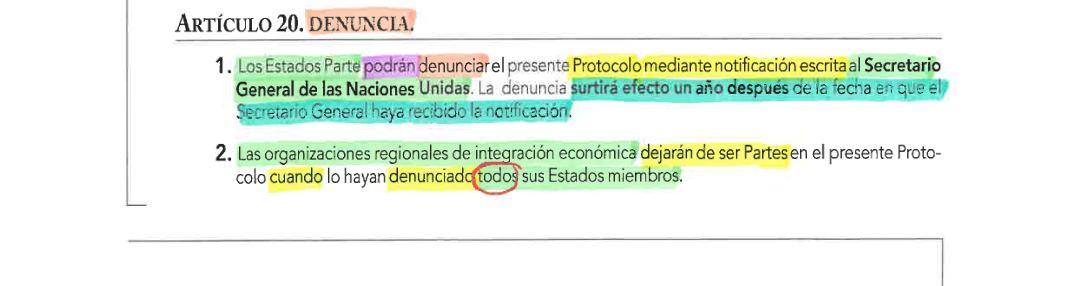 ARTÍCULO 20. DENUNCIA.
1. Los Estados Parte podrán denunciar el presente Protocolo mediante notificación escrita al Secretario
General de las Naciones Unidas. La denuncia surtirá efecto un año después de la fecha en que el
Secretario General haya recibido la notificación.
2. Las organizaciones regionales de integración económica dejarán de ser Partes en el presente Proto-
colo cuando lo hayan denunciado todos sus Estados miembros.